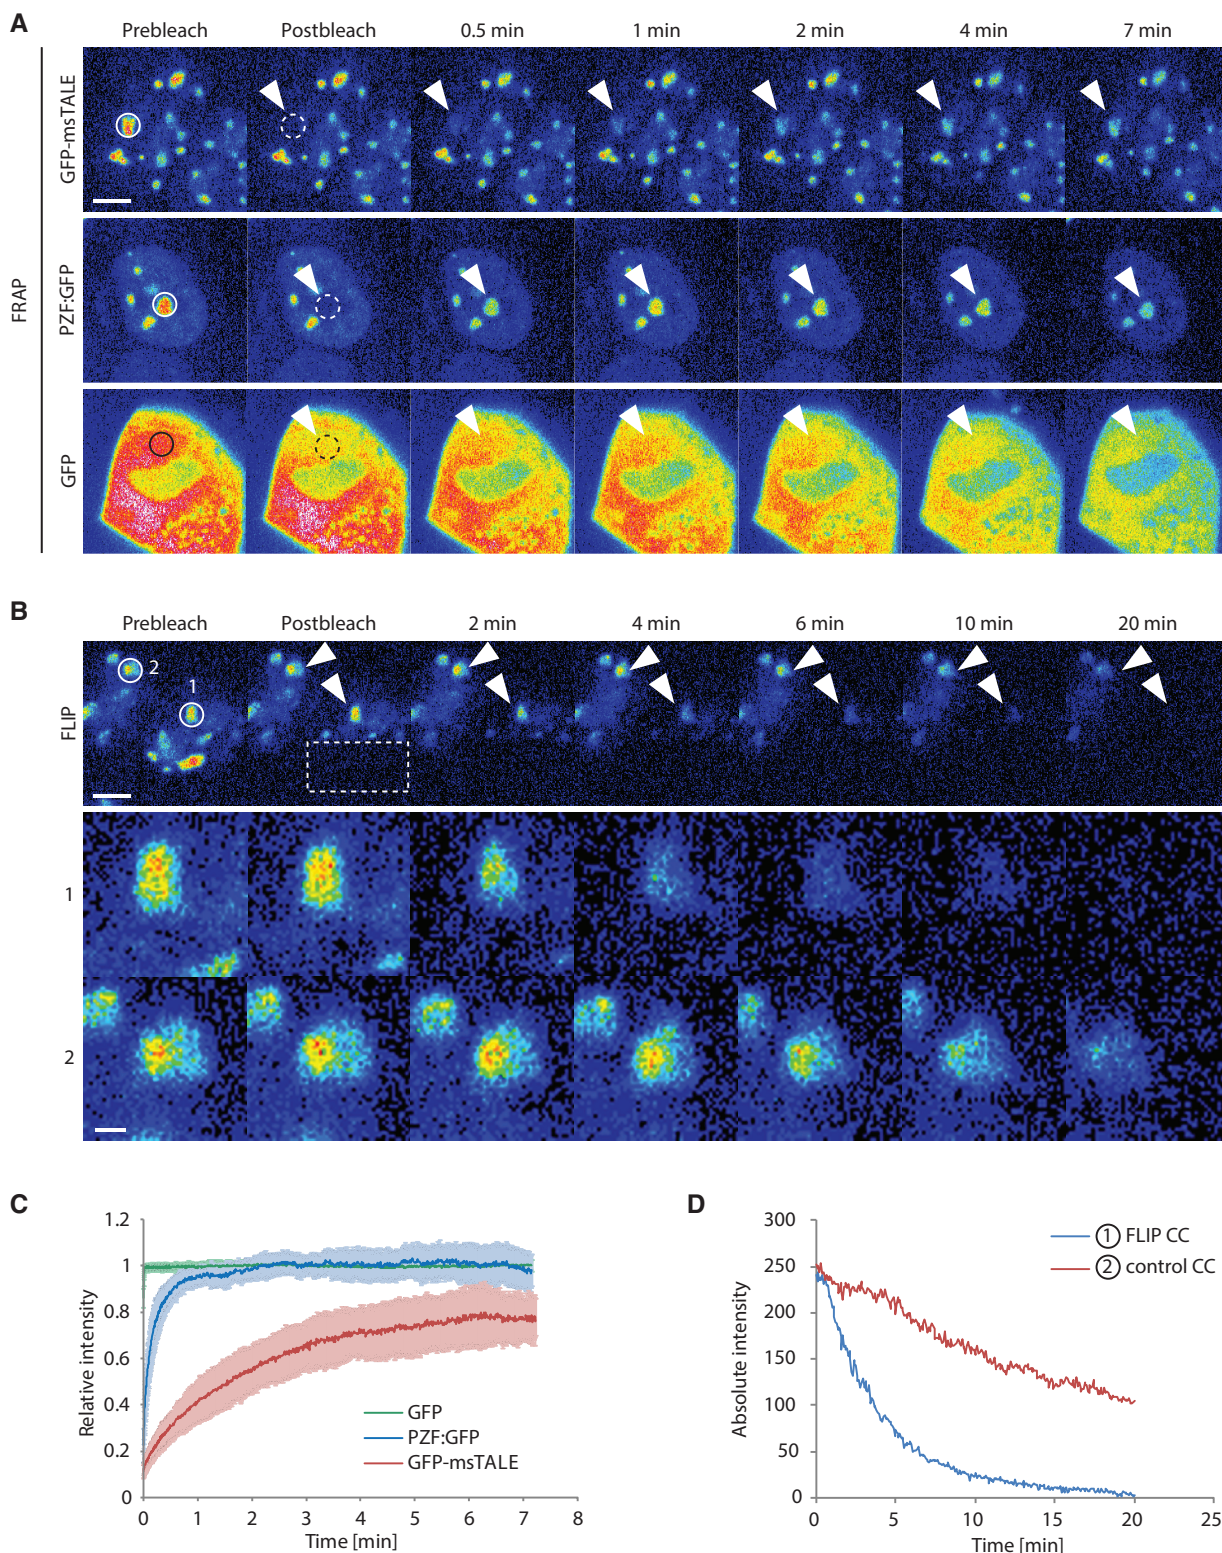 A
Prebleach Postbleach 0.5 min 1 min 2 min 4 min 7 min
FRAP
GFP-msTALE
PZF:GFP
GFP
B
Prebleach Postbleach 2 min 4 min 6 min 10 min 20 min
FLIP
2
1
1
2
C
Relative intensity
1.2
1
0.8
0.6
0.4
0.2
0
GFP
PZF:GFP
GFP-msTALE
0 1 2 3 4 5 6 7 8
Time [min]
D
Absolute intensity
300
250
200
150
100
50
0
1 FLIP CC
2 control CC
0 5 10 15 20 25
Time [min]